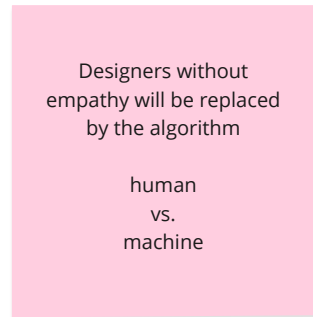 Designers without
empathy will be replaced
by the algorithm
human
vs.
machine